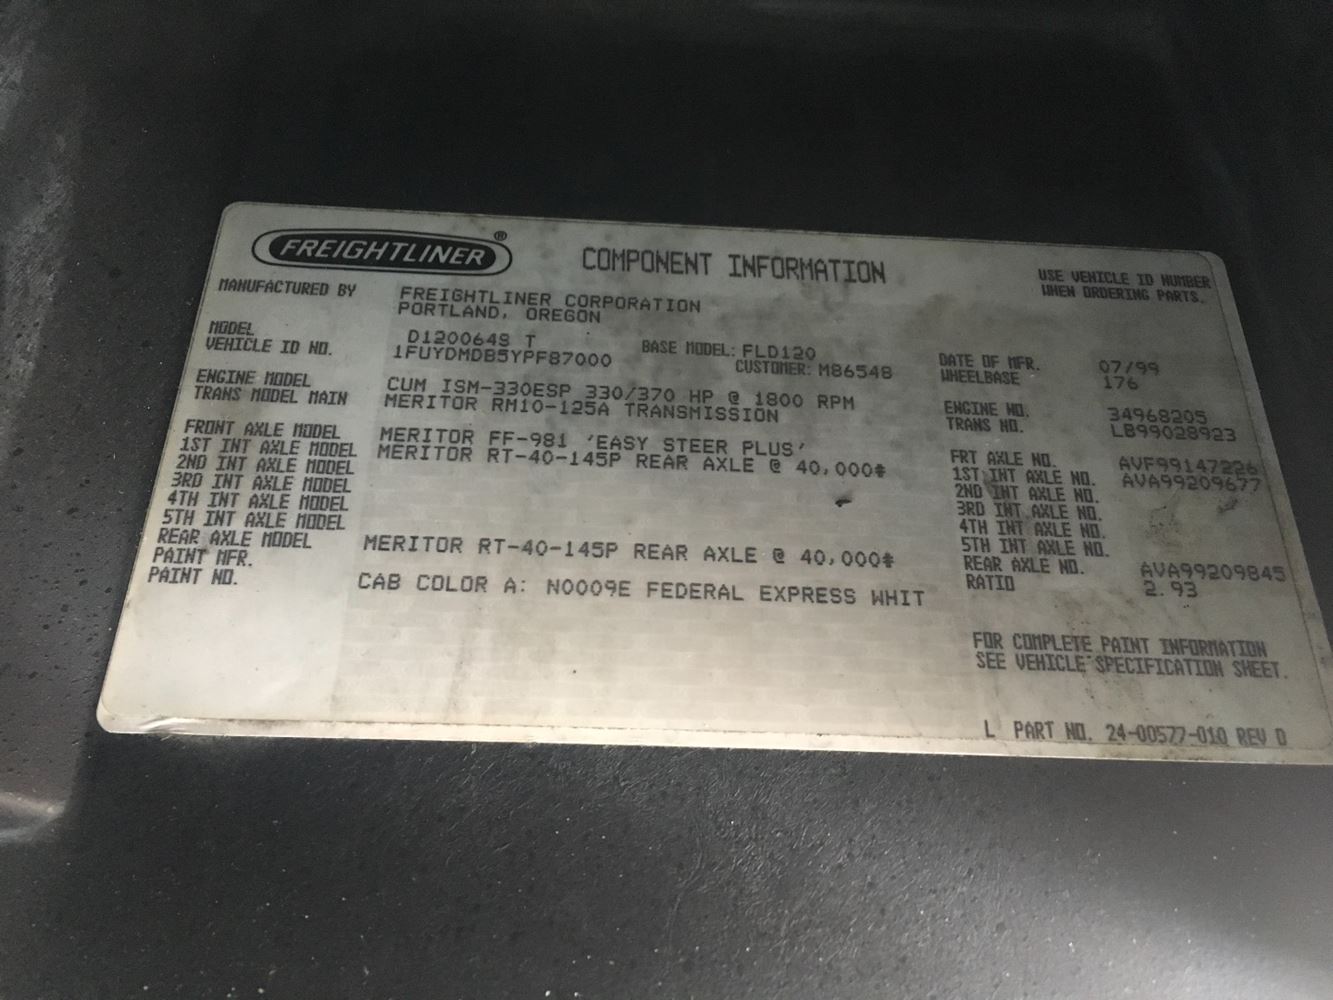 FREIGHTLINER®
COMPONENT INFORMATION
USE VEHICLE ID NUMBER
WHEN ORDERING PARTS.
MANUFACTURED BY FREIGHTLINER CORPORATION
PORTLAND, OREGON
MODEL D120064S T BASE MODEL: FLD120
VEHICLE ID NO. 1FUYDMDB5YPF87000 CUSTOMER: M86548
DATE OF MFR. 07/99
WHEELBASE 176
ENGINE MODEL CUM ISM-330ESP 330/370 HP @ 1800 RPM
TRANS MODEL MAIN MERITOR RM10-125A TRANSMISSION
ENGINE NO. 34968205
TRANS NO. LB99028923
FRONT AXLE MODEL MERITOR FF-981 'EASY STEER PLUS'
1ST INT AXLE MODEL MERITOR RT-40-145P REAR AXLE @ 40,000#
2ND INT AXLE MODEL
3RD INT AXLE MODEL
4TH INT AXLE MODEL
5TH INT AXLE MODEL
REAR AXLE MODEL MERITOR RT-40-145P REAR AXLE @ 40,000#
PAINT MFR.
PAINT NO. CAB COLOR A: N0009E FEDERAL EXPRESS WHIT
FRT AXLE NO. AVF99147226
1ST INT AXLE NO. AVA99209677
2ND INT AXLE NO.
3RD INT AXLE NO.
4TH INT AXLE NO.
5TH INT AXLE NO.
REAR AXLE NO. AVA99209845
RATIO 2.93
FOR COMPLETE PAINT INFORMATION
SEE VEHICLE SPECIFICATION SHEET.
L PART NO. 24-00577-010 REV D